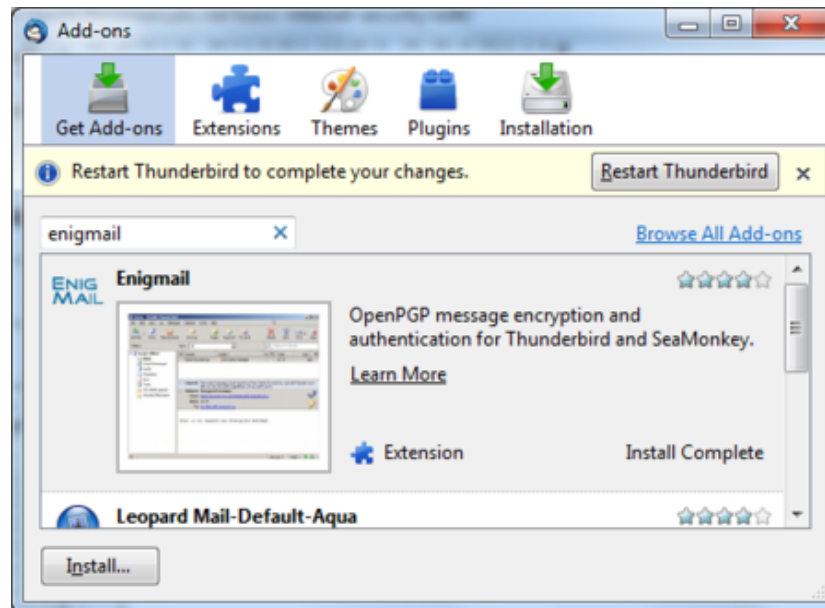 Add-ons
Get Add-ons
Extensions
Themes
Plugins
Installation
Restart Thunderbird to complete your changes.
Restart Thunderbird
enigmail
Browse All Add-ons
ENIG
MAIL
Enigmail
OpenPGP message encryption and
authentication for Thunderbird and SeaMonkey.
Learn More
Extension
Install Complete
Leopard Mail-Default-Aqua
Install...